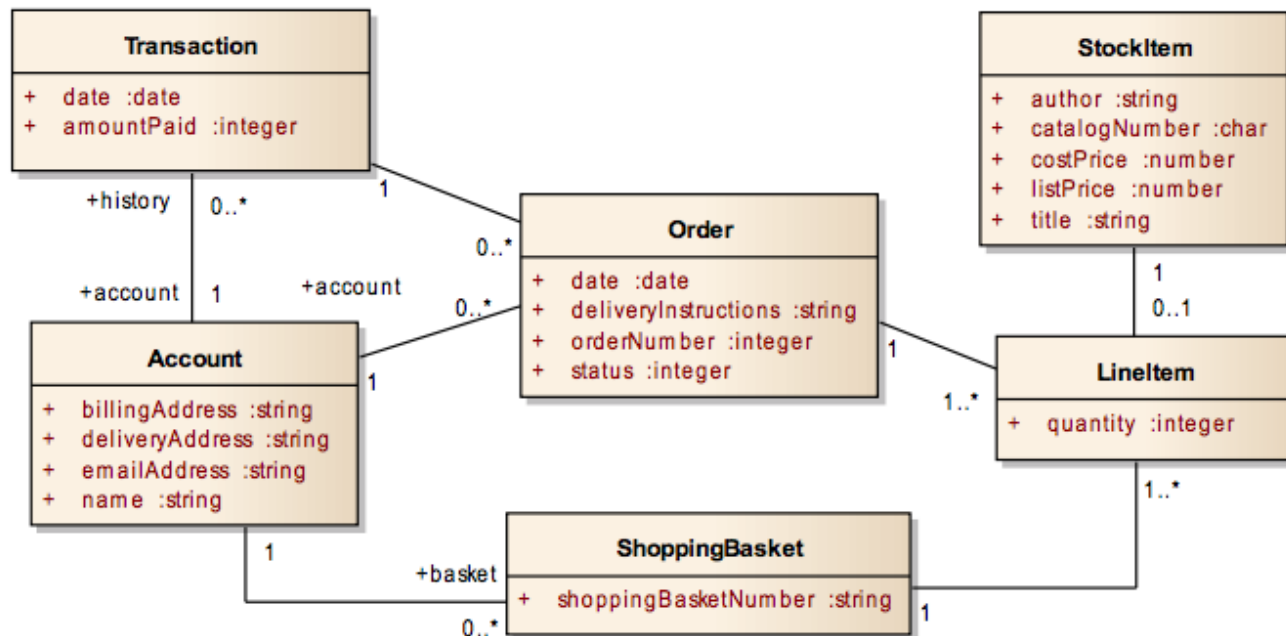 Transaction
+ date :date
+ amountPaid :integer
StockItem
+ author :string
+ catalogNumber :char
+ costPrice :number
+ listPrice :number
+ title :string
+history
0..*
1
0..*
Order
+ date :date
+ deliveryInstructions :string
+ orderNumber :integer
+ status :integer
1
0..1
+account
1
+account
0..*
1
Account
+ billingAddress :string
+ deliveryAddress :string
+ emailAddress :string
+ name :string
1
1..*
LineItem
+ quantity :integer
1..*
1
+basket
0..*
ShoppingBasket
+ shoppingBasketNumber :string
1